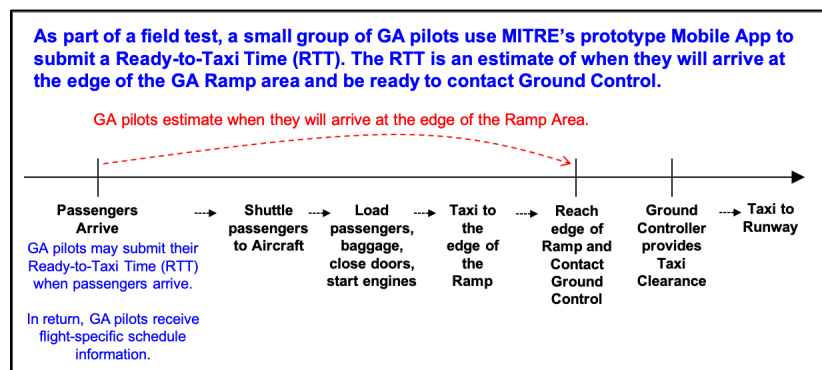 As part of a field test, a small group of GA pilots use MITRE’s prototype Mobile App to
submit a Ready-to-Taxi Time (RTT). The RTT is an estimate of when they will arrive at
the edge of the GA Ramp area and be ready to contact Ground Control.
GA pilots estimate when they will arrive at the edge of the Ramp Area.
Passengers
Arrive
GA pilots may submit their
Ready-to-Taxi Time (RTT)
when passengers arrive.
In return, GA pilots receive
flight-specific schedule
information.
Shuttle
passengers
to Aircraft
Load
passengers,
baggage,
close doors,
start engines
Taxi to
the
edge of
the
Ramp
Reach
edge of
Ramp and
Contact
Ground
Control
Ground
Controller
provides
Taxi
Clearance
Taxi to
Runway